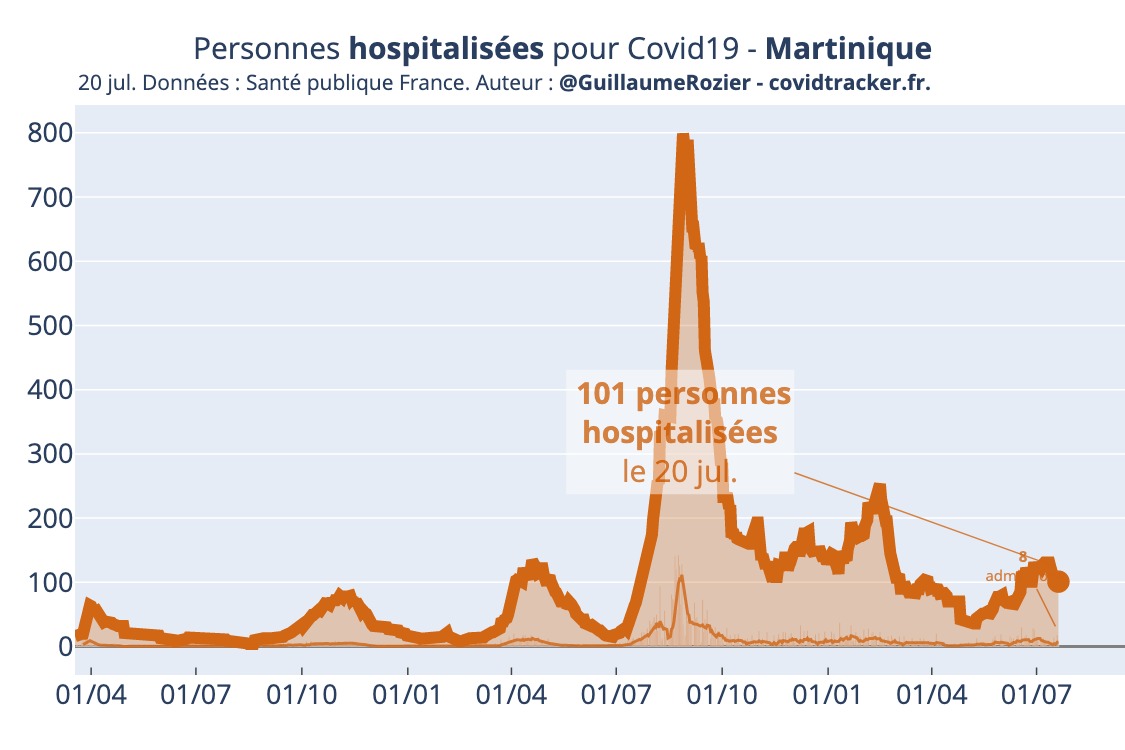 Personnes hospitalisées pour Covid19 - Martinique
20 jul. Données : Santé publique France. Auteur : @GuillaumeRozier - covidtracker.fr.
800
700
600
500
400
300
200
100
0
101 personnes
hospitalisées
le 20 jul.
8
01/04 01/07 01/10 01/01 01/04 01/07 01/10 01/01 01/04 01/07